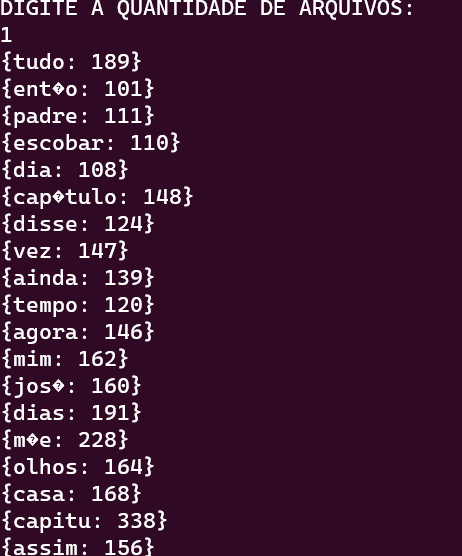 DIGITE A QUANTIDADE DE ARQUIVOS:
1
{tudo: 189}
{ent�o: 101}
{padre: 111}
{escobar: 110}
{dia: 108}
{cap�tulo: 148}
{disse: 124}
{vez: 147}
{ainda: 139}
{tempo: 120}
{agora: 146}
{mim: 162}
{jos�: 160}
{dias: 191}
{m�e: 228}
{olhos: 164}
{casa: 168}
{capitu: 338}
{assim: 156}